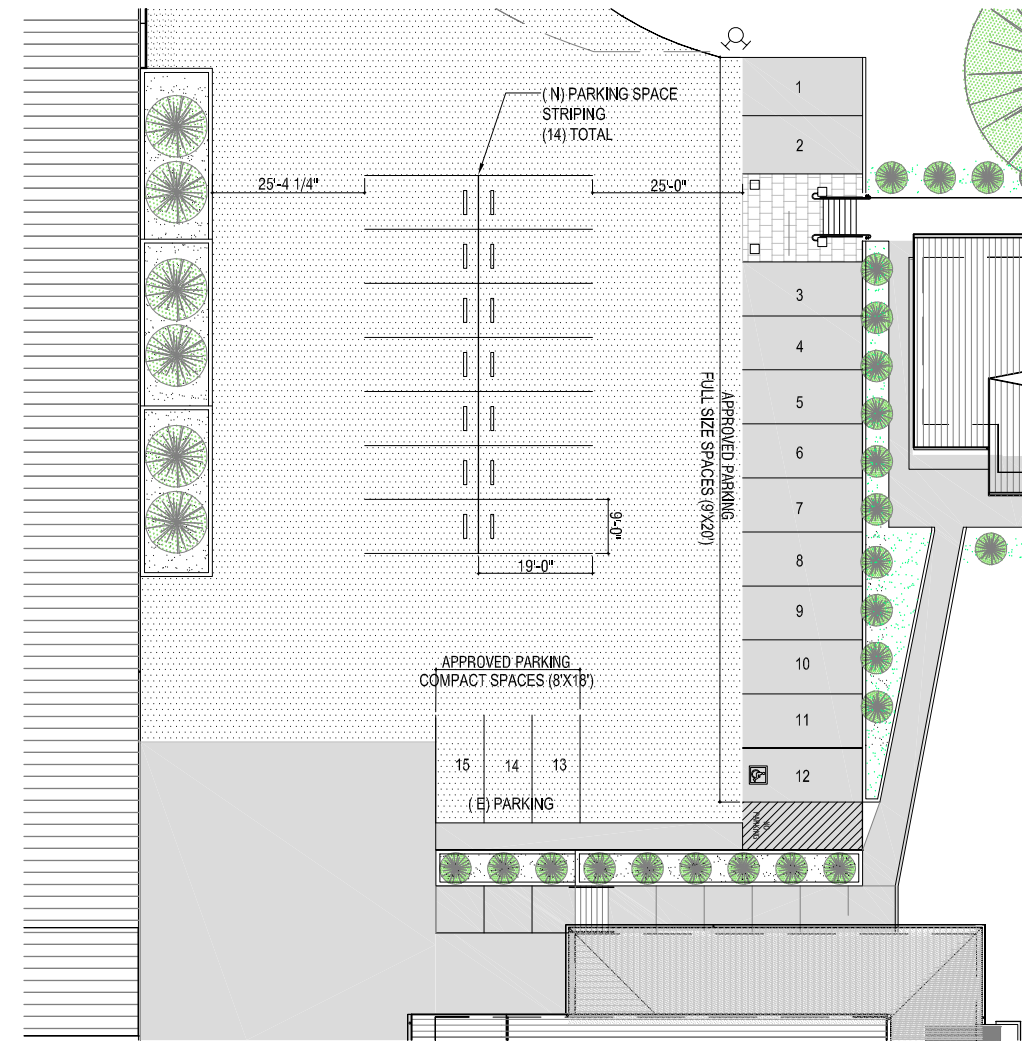 ( N) PARKING SPACE
STRIPING
(14) TOTAL
25'-4 1/4"
25'-0"
1
2
3
4
5
6
7
8
9
10
11
12
APPROVED PARKING
FULL SIZE SPACES (9'X20')
9'-0"
19'-0"
APPROVED PARKING
COMPACT SPACES (8'X18')
15
14
13
( E) PARKING
NO
PARKING